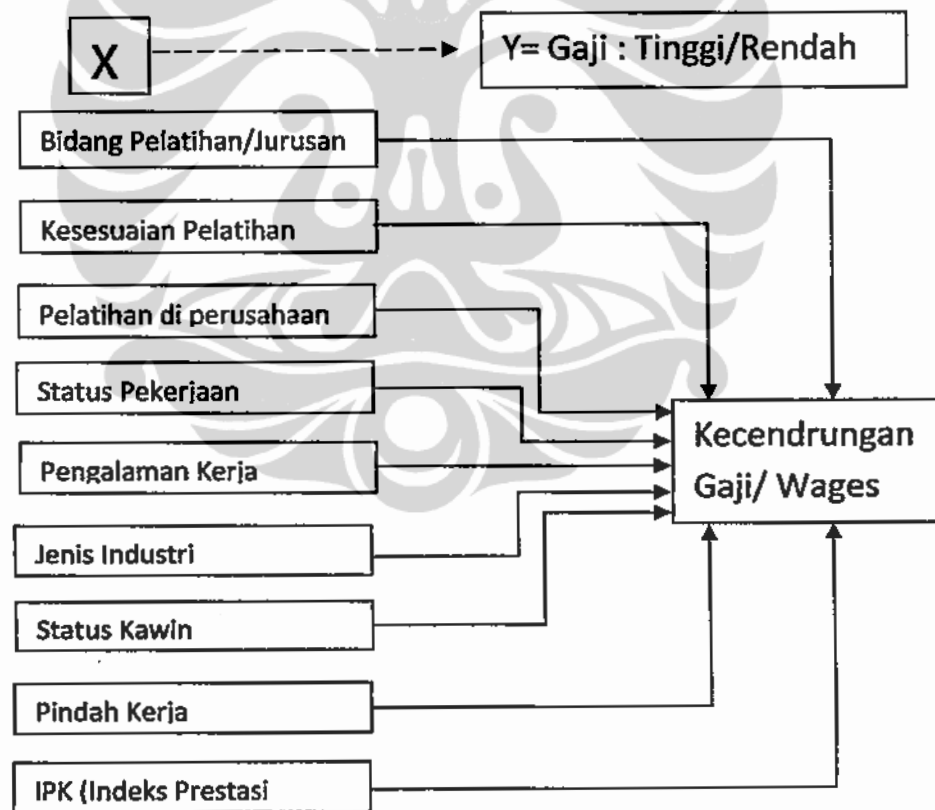 X
Y= Gaji : Tinggi/Rendah
Bidang Pelatihan/Jurusan
Kesesuaian Pelatihan
Pelatihan di perusahaan
Status Pekerjaan
Kecendrungan
Gaji/ Wages
Pengalaman Kerja
Jenis Industri
Status Kawin
Pindah Kerja
IPK (Indeks Prestasi